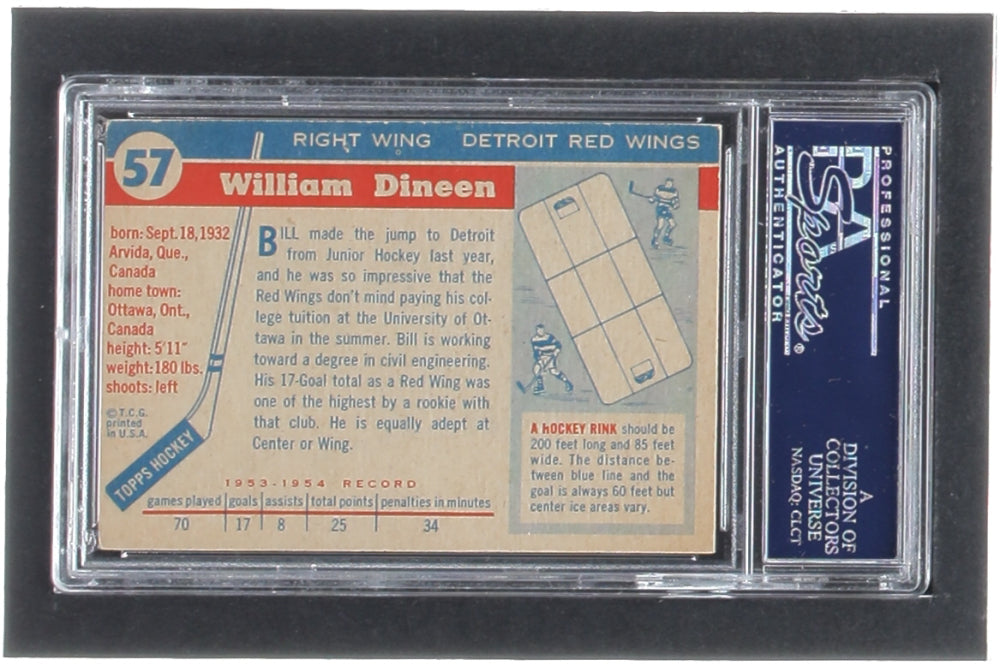 57
RIGHT WING DETROIT RED WINGS
William Dineen
born: Sept. 18, 1932
Arvida, Que.,
Canada
home town:
Ottawa, Ont.,
Canada
height: 5'11"
weight: 180 lbs.
shoots: left
© T.C.G.
printed
in U.S.A.
TOPPS HOCKEY
BILL made the jump to Detroit
from Junior Hockey last year,
and he was so impressive that the
Red Wings don't mind paying his col-
lege tuition at the University of Ot-
tawa in the summer. Bill is working
toward a degree in civil engineering.
His 17-Goal total as a Red Wing was
one of the highest by a rookie with
that club. He is equally adept at
Center or Wing.
1953-1954 RECORD
games played goals assists total points penalties in minutes
70 17 8 25 34
A HOCKEY RINK should be
200 feet long and 85 feet
wide. The distance be-
tween blue line and the
goal is always 60 feet but
center ice areas vary.
PROFESSIONAL
PSA
Sports®
AUTHENTICATOR
A
DIVISION OF
COLLECTORS
UNIVERSE
NASDAQ: CLCT